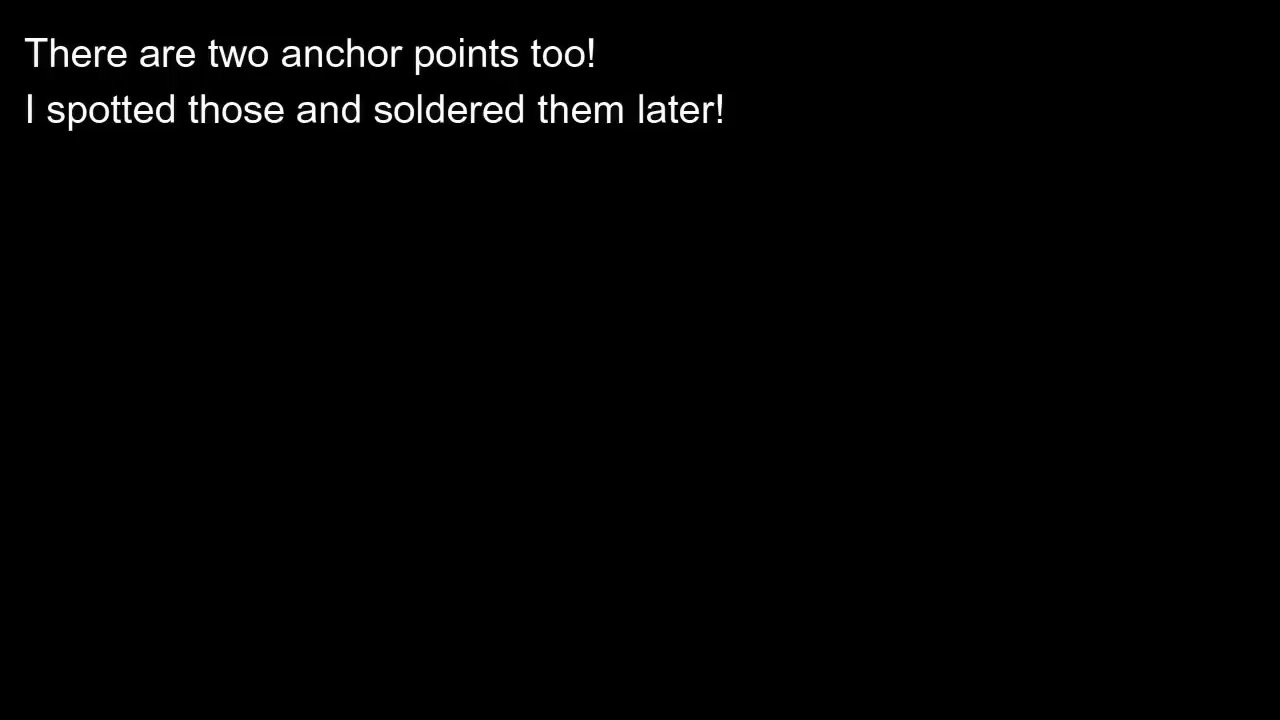 There are two anchor points too!
I spotted those and soldered them later!